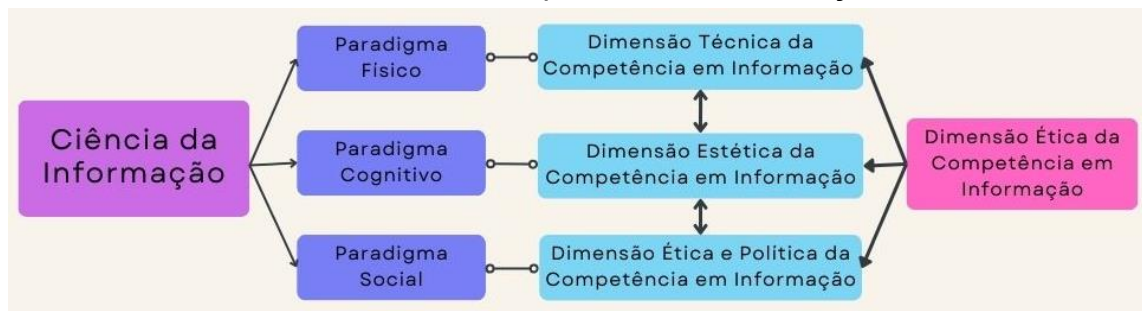 Ciência da
Informação
Paradigma
Físico
Paradigma
Cognitivo
Paradigma
Social
Dimensão Técnica da
Competência em Informação
Dimensão Estética da
Competência em Informação
Dimensão Ética e Política da
Competência em Informação
Dimensão Ética da
Competência em
Informação